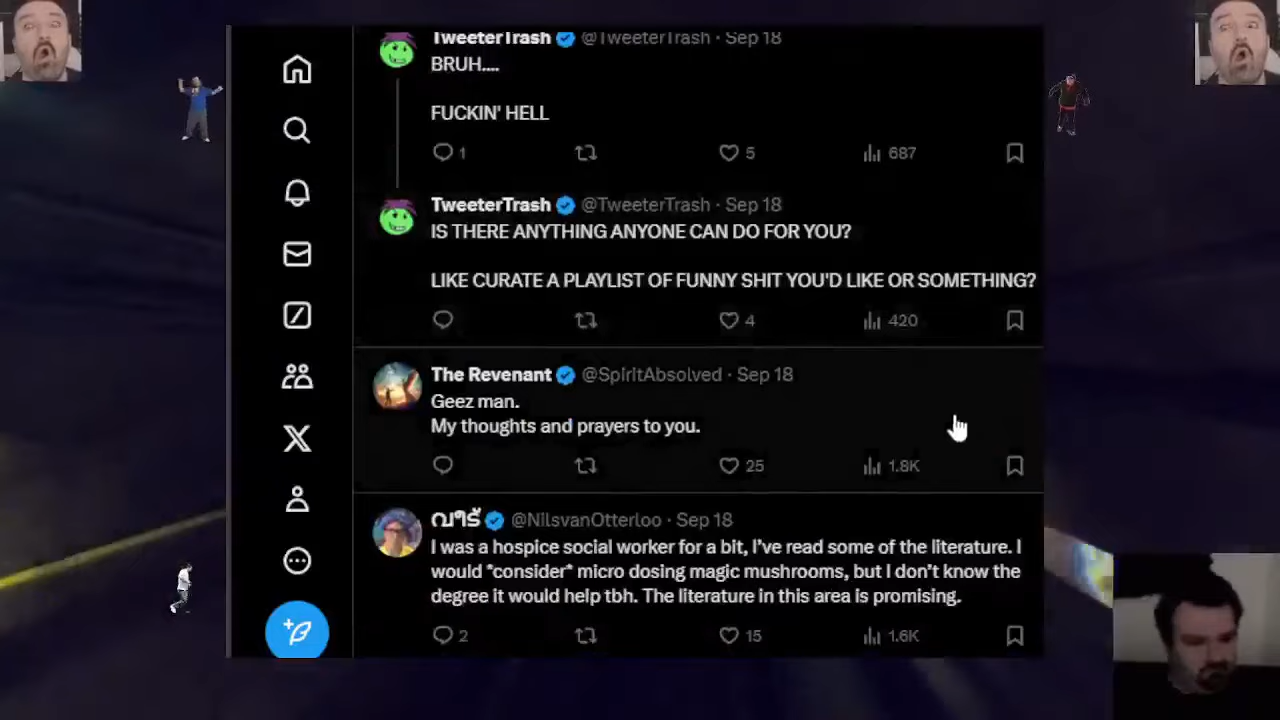 TweeterTrash @TweeterTrash · Sep 18
BRUH....
FUCKIN' HELL
1 5 687
TweeterTrash @TweeterTrash · Sep 18
IS THERE ANYTHING ANYONE CAN DO FOR YOU?
LIKE CURATE A PLAYLIST OF FUNNY SHIT YOU'D LIKE OR SOMETHING?
4 420
The Revenant @SpiritAbsolved · Sep 18
Geez man.
My thoughts and prayers to you.
25 1.8K
@NilsvanOtterloo · Sep 18
I was a hospice social worker for a bit, I've read some of the literature. I
would *consider* micro dosing magic mushrooms, but I don't know the
degree it would help tbh. The literature in this area is promising.
2 15 1.6K